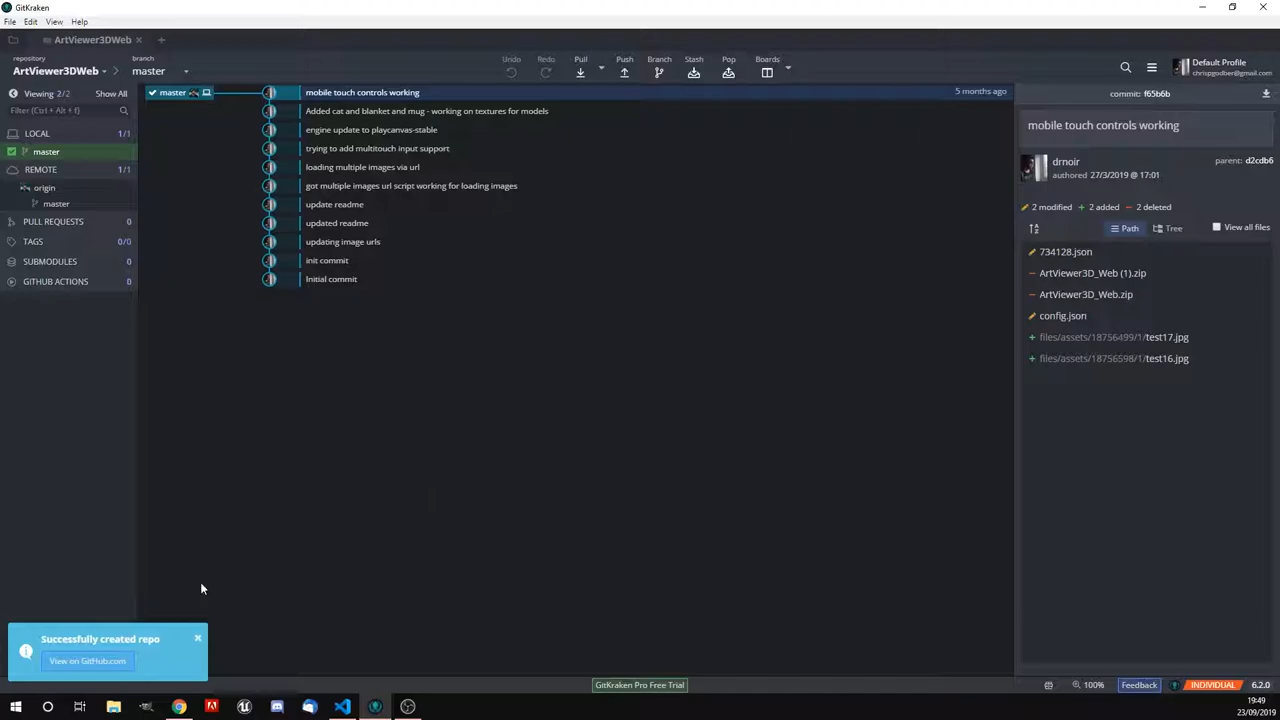 GitKraken
File Edit View Help
ArtViewer3DWeb
repository
ArtViewer3DWeb
branch
master
Undo
Redo
Pull
Push
Branch
Stash
Pop
Boards
Default Profile
chrispgodber@gmail.com
Viewing 2/2 Show All
Filter (Ctrl + Alt + f)
LOCAL 1/1
master
REMOTE 1/1
origin
master
PULL REQUESTS 0
TAGS 0/0
SUBMODULES 0
GITHUB ACTIONS 0
master
mobile touch controls working 5 months ago
Added cat and blanket and mug - working on textures for models
engine update to playcanvas-stable
trying to add multitouch input support
loading multiple images via url
got multiple images url script working for loading images
update readme
updated readme
updating image urls
init commit
Initial commit
commit: f65b6b
mobile touch controls working
drnoir
authored 27/3/2019 @ 17:01
parent: d2cdb6
2 modified + 2 added − 2 deleted
Path Tree View all files
734128.json
ArtViewer3D_Web (1).zip
ArtViewer3D_Web.zip
config.json
files/assets/18756499/1/test17.jpg
files/assets/18756598/1/test16.jpg
Successfully created repo
View on GitHub.com
GitKraken Pro Free Trial
100%
Feedback
INDIVIDUAL
6.2.0
19:49
23/09/2019